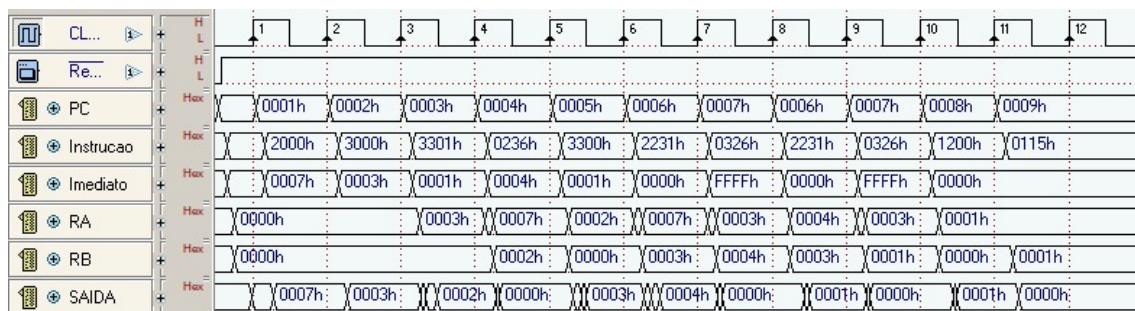 1 2 3 4 5 6 7 8 9 10 11 12
CL... H L
Re... H L
PC Hex 0001h 0002h 0003h 0004h 0005h 0006h 0007h 0006h 0007h 0008h 0009h
Instrucao Hex 2000h 3000h 3301h 0236h 3300h 2231h 0326h 2231h 0326h 1200h 0115h
Imediato Hex 0007h 0003h 0001h 0004h 0001h 0000h FFFFh 0000h FFFFh 0000h
RA Hex 0000h 0003h 0007h 0002h 0007h 0003h 0004h 0003h 0001h
RB Hex 0000h 0002h 0000h 0003h 0004h 0003h 0001h 0000h 0001h
SAIDA Hex 0007h 0003h 0002h 0000h 0003h 0004h 0000h 0001h 0000h 0001h 0000h